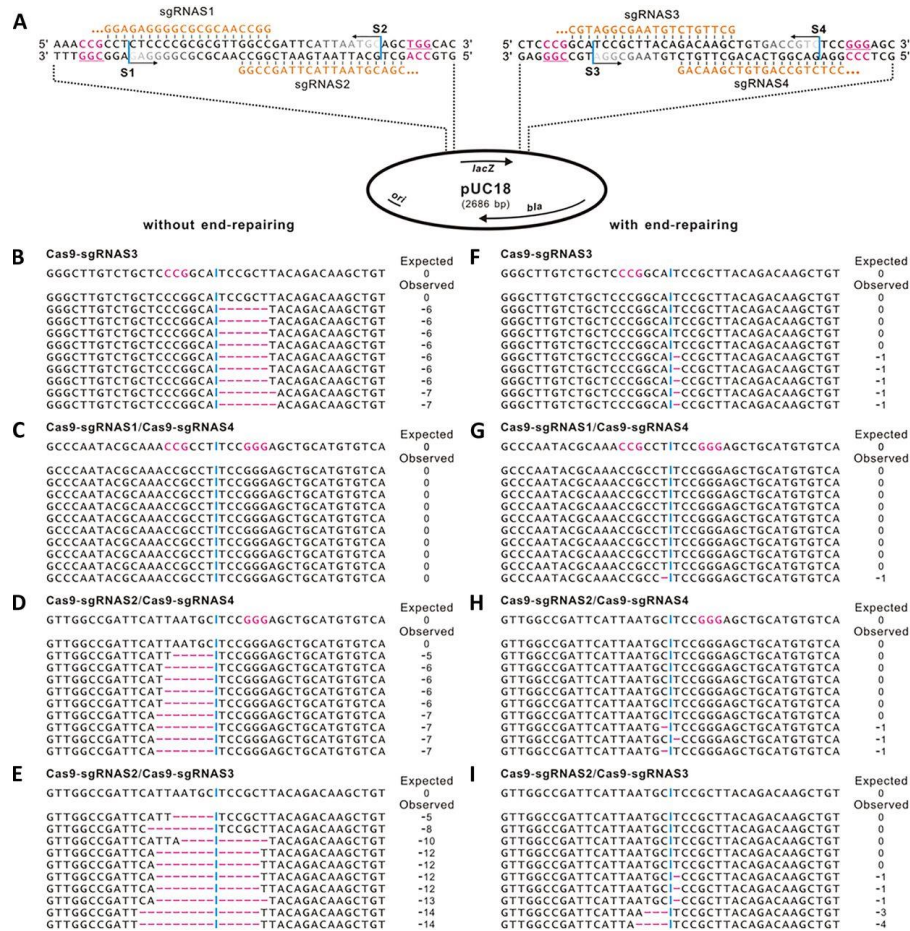 A
sgRNAS1
...GGAGAGGGGCGCGCAACCGG
S2
5' AAACCGCCTCTCCCCGCGCGTTGGCCGATTCATTAATGCAGCTGGCAC 3'
3' TTTGGCGGAGAGGGGCGCGCAACCGGCTAAGTAATTACGTCGACCGTG 5'
S1
GGCCGATTCATTAATGCAGC...
sgRNAS2
sgRNAS3
...CGTAGGCGAATGTCTGTTCG
S4
5' CTCCCGGCATCCGCTTACAGACAAGCTGTGACCGTCTCCGGGAGC 3'
3' GAGGGCCGTAGGCGAATGTCTGTTCGACACTGGCAGAGGCCCTCG 5'
S3
GACAAGCTGTGACCGTCTCC...
sgRNAS4
lacZ
pUC18
(2686 bp)
ori
bla
without end-repairing
with end-repairing
B Cas9-sgRNAS3
Expected
GGGCTTGTCTGCTCCCGGCATCCGCTTACAGACAAGCTGT 0
Observed
GGGCTTGTCTGCTCCCGGCATCCGCTTACAGACAAGCTGT 0
GGGCTTGTCTGCTCCCGGCA------TACAGACAAGCTGT -6
GGGCTTGTCTGCTCCCGGCA------TACAGACAAGCTGT -6
GGGCTTGTCTGCTCCCGGCA------TACAGACAAGCTGT -6
GGGCTTGTCTGCTCCCGGCA------TACAGACAAGCTGT -6
GGGCTTGTCTGCTCCCGGCA------TACAGACAAGCTGT -6
GGGCTTGTCTGCTCCCGGCA------TACAGACAAGCTGT -6
GGGCTTGTCTGCTCCCGGCA------TACAGACAAGCTGT -6
GGGCTTGTCTGCTCCCGGCA-------ACAGACAAGCTGT -7
GGGCTTGTCTGCTCCCGGCA-------ACAGACAAGCTGT -7
C Cas9-sgRNAS1/Cas9-sgRNAS4
Expected
GCCCAATACGCAAACCGCCTTCCGGGAGCTGCATGTGTCA 0
Observed
GCCCAATACGCAAACCGCCTTCCGGGAGCTGCATGTGTCA 0
GCCCAATACGCAAACCGCCTTCCGGGAGCTGCATGTGTCA 0
GCCCAATACGCAAACCGCCTTCCGGGAGCTGCATGTGTCA 0
GCCCAATACGCAAACCGCCTTCCGGGAGCTGCATGTGTCA 0
GCCCAATACGCAAACCGCCTTCCGGGAGCTGCATGTGTCA 0
GCCCAATACGCAAACCGCCTTCCGGGAGCTGCATGTGTCA 0
GCCCAATACGCAAACCGCCTTCCGGGAGCTGCATGTGTCA 0
GCCCAATACGCAAACCGCCTTCCGGGAGCTGCATGTGTCA 0
GCCCAATACGCAAACCGCCTTCCGGGAGCTGCATGTGTCA 0
GCCCAATACGCAAACCGCCTTCCGGGAGCTGCATGTGTCA 0
D Cas9-sgRNAS2/Cas9-sgRNAS4
Expected
GTTGGCCGATTCATTAATGCTCCGGGAGCTGCATGTGTCA 0
Observed
GTTGGCCGATTCATTAATGCTCCGGGAGCTGCATGTGTCA 0
GTTGGCCGATTCATT-----TCCGGGAGCTGCATGTGTCA -5
GTTGGCCGATTCAT------TCCGGGAGCTGCATGTGTCA -6
GTTGGCCGATTCAT------TCCGGGAGCTGCATGTGTCA -6
GTTGGCCGATTCAT------TCCGGGAGCTGCATGTGTCA -6
GTTGGCCGATTCAT------TCCGGGAGCTGCATGTGTCA -6
GTTGGCCGATTCA-------TCCGGGAGCTGCATGTGTCA -7
GTTGGCCGATTCA-------TCCGGGAGCTGCATGTGTCA -7
GTTGGCCGATTCA-------TCCGGGAGCTGCATGTGTCA -7
GTTGGCCGATTCA-------TCCGGGAGCTGCATGTGTCA -7
E Cas9-sgRNAS2/Cas9-sgRNAS3
Expected
GTTGGCCGATTCATTAATGCTCCGCTTACAGACAAGCTGT 0
Observed
GTTGGCCGATTCATT-----TCCGCTTACAGACAAGCTGT -5
GTTGGCCGATTC--------TCCGCTTACAGACAAGCTGT -8
GTTGGCCGATTCATTA----------TACAGACAAGCTGT -10
GTTGGCCGATTCA------------TTACAGACAAGCTGT -12
GTTGGCCGATTCA------------TTACAGACAAGCTGT -12
GTTGGCCGATTCA------------TTACAGACAAGCTGT -12
GTTGGCCGATTCA------------TTACAGACAAGCTGT -12
GTTGGCCGATTCA-------------TACAGACAAGCTGT -13
GTTGGCCGATT--------------TTACAGACAAGCTGT -14
GTTGGCCGATT--------------TTACAGACAAGCTGT -14
F Cas9-sgRNAS3
Expected
GGGCTTGTCTGCTCCCGGCATCCGCTTACAGACAAGCTGT 0
Observed
GGGCTTGTCTGCTCCCGGCATCCGCTTACAGACAAGCTGT 0
GGGCTTGTCTGCTCCCGGCATCCGCTTACAGACAAGCTGT 0
GGGCTTGTCTGCTCCCGGCATCCGCTTACAGACAAGCTGT 0
GGGCTTGTCTGCTCCCGGCATCCGCTTACAGACAAGCTGT 0
GGGCTTGTCTGCTCCCGGCATCCGCTTACAGACAAGCTGT 0
GGGCTTGTCTGCTCCCGGCA-CCGCTTACAGACAAGCTGT -1
GGGCTTGTCTGCTCCCGGCA-CCGCTTACAGACAAGCTGT -1
GGGCTTGTCTGCTCCCGGCA-CCGCTTACAGACAAGCTGT -1
GGGCTTGTCTGCTCCCGGCA-CCGCTTACAGACAAGCTGT -1
GGGCTTGTCTGCTCCCGGCA-CCGCTTACAGACAAGCTGT -1
G Cas9-sgRNAS1/Cas9-sgRNAS4
Expected
GCCCAATACGCAAACCGCCTTCCGGGAGCTGCATGTGTCA 0
Observed
GCCCAATACGCAAACCGCCTTCCGGGAGCTGCATGTGTCA 0
GCCCAATACGCAAACCGCCTTCCGGGAGCTGCATGTGTCA 0
GCCCAATACGCAAACCGCCTTCCGGGAGCTGCATGTGTCA 0
GCCCAATACGCAAACCGCCTTCCGGGAGCTGCATGTGTCA 0
GCCCAATACGCAAACCGCCTTCCGGGAGCTGCATGTGTCA 0
GCCCAATACGCAAACCGCCTTCCGGGAGCTGCATGTGTCA 0
GCCCAATACGCAAACCGCCTTCCGGGAGCTGCATGTGTCA 0
GCCCAATACGCAAACCGCCTTCCGGGAGCTGCATGTGTCA 0
GCCCAATACGCAAACCGCCTTCCGGGAGCTGCATGTGTCA 0
GCCCAATACGCAAACCGCC-TCCGGGAGCTGCATGTGTCA -1
H Cas9-sgRNAS2/Cas9-sgRNAS4
Expected
GTTGGCCGATTCATTAATGCTCCGGGAGCTGCATGTGTCA 0
Observed
GTTGGCCGATTCATTAATGCTCCGGGAGCTGCATGTGTCA 0
GTTGGCCGATTCATTAATGCTCCGGGAGCTGCATGTGTCA 0
GTTGGCCGATTCATTAATGCTCCGGGAGCTGCATGTGTCA 0
GTTGGCCGATTCATTAATGCTCCGGGAGCTGCATGTGTCA 0
GTTGGCCGATTCATTAATGCTCCGGGAGCTGCATGTGTCA 0
GTTGGCCGATTCATTAATGCTCCGGGAGCTGCATGTGTCA 0
GTTGGCCGATTCATTAATGCTCCGGGAGCTGCATGTGTCA 0
GTTGGCCGATTCATTAATG-TCCGGGAGCTGCATGTGTCA -1
GTTGGCCGATTCATTAATGC-CCGGGAGCTGCATGTGTCA -1
GTTGGCCGATTCATTAATG-TCCGGGAGCTGCATGTGTCA -1
I Cas9-sgRNAS2/Cas9-sgRNAS3
Expected
GTTGGCCGATTCATTAATGCTCCGCTTACAGACAAGCTGT 0
Observed
GTTGGCCGATTCATTAATGCTCCGCTTACAGACAAGCTGT 0
GTTGGCCGATTCATTAATGCTCCGCTTACAGACAAGCTGT 0
GTTGGCCGATTCATTAATGCTCCGCTTACAGACAAGCTGT 0
GTTGGCCGATTCATTAATGCTCCGCTTACAGACAAGCTGT 0
GTTGGCCGATTCATTAATGCTCCGCTTACAGACAAGCTGT 0
GTTGGCCGATTCATTAATGC-CCGCTTACAGACAAGCTGT -1
GTTGGCCGATTCATTAATGC-CCGCTTACAGACAAGCTGT -1
GTTGGCCGATTCATTAATGC-CCGCTTACAGACAAGCTGT -1
GTTGGCCGATTCATTAA---TCCGCTTACAGACAAGCTGT -3
GTTGGCCGATTCATTA----TCCGCTTACAGACAAGCTGT -4